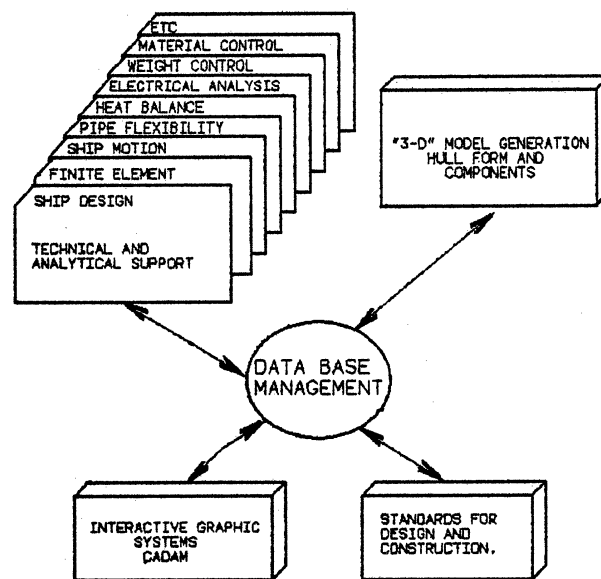 ETC
MATERIAL CONTROL
WEIGHT CONTROL
ELECTRICAL ANALYSIS
HEAT BALANCE
PIPE FLEXIBILITY
SHIP MOTION
FINITE ELEMENT
SHIP DESIGN
TECHNICAL AND
ANALYTICAL SUPPORT
"3-D" MODEL GENERATION
HULL FORM AND
COMPONENTS
DATA BASE
MANAGEMENT
INTERACTIVE GRAPHIC
SYSTEMS
CADAM
STANDARDS FOR
DESIGN AND
CONSTRUCTION.